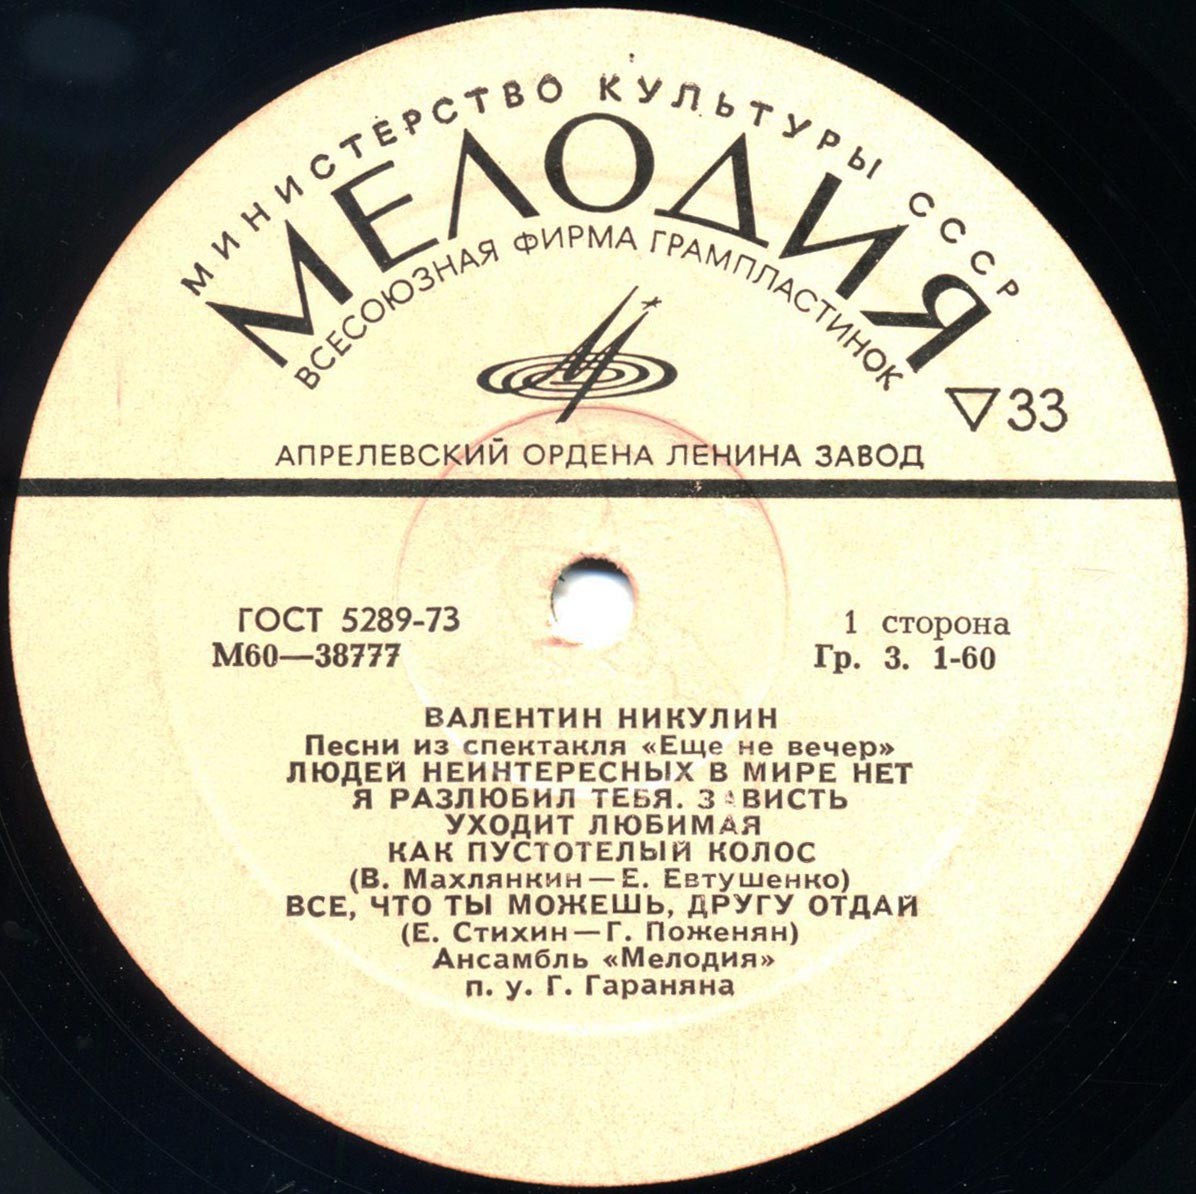 МИНИСТЕРСТВО КУЛЬТУРЫ СССР
МЕЛОДИЯ
ВСЕСОЮЗНАЯ ФИРМА ГРАМПЛАСТИНОК
33
АПРЕЛЕВСКИЙ ОРДЕНА ЛЕНИНА ЗАВОД
ГОСТ 5289-73
М60—38777
1 сторона
Гр. 3. 1-60
ВАЛЕНТИН НИКУЛИН
Песни из спектакля «Еще не вечер»
ЛЮДЕЙ НЕИНТЕРЕСНЫХ В МИРЕ НЕТ
Я РАЗЛЮБИЛ ТЕБЯ. ЗАВИСТЬ
УХОДИТ ЛЮБИМАЯ
КАК ПУСТОТЕЛЫЙ КОЛОС
(В. Махлянкин—Е. Евтушенко)
ВСЕ, ЧТО ТЫ МОЖЕШЬ, ДРУГУ ОТДАЙ
(Е. Стихин—Г. Поженян)
Ансамбль «Мелодия»
п. у. Г. Гараняна